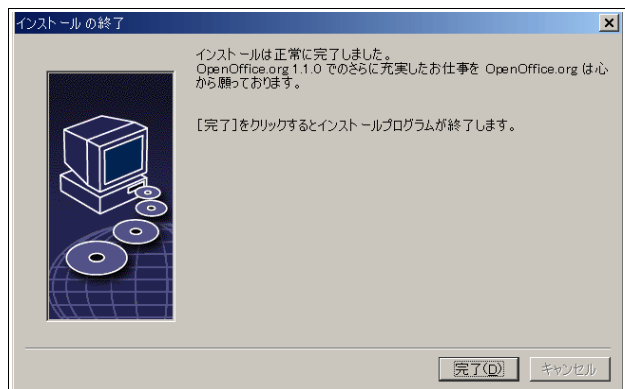 インストールの終了
インストールは正常に完了しました。
OpenOffice.org 1.1.0 でのさらに充実したお仕事を OpenOffice.org は心
から願っております。
[完了]をクリックするとインストールプログラムが終了します。
完了(D)
キャンセル